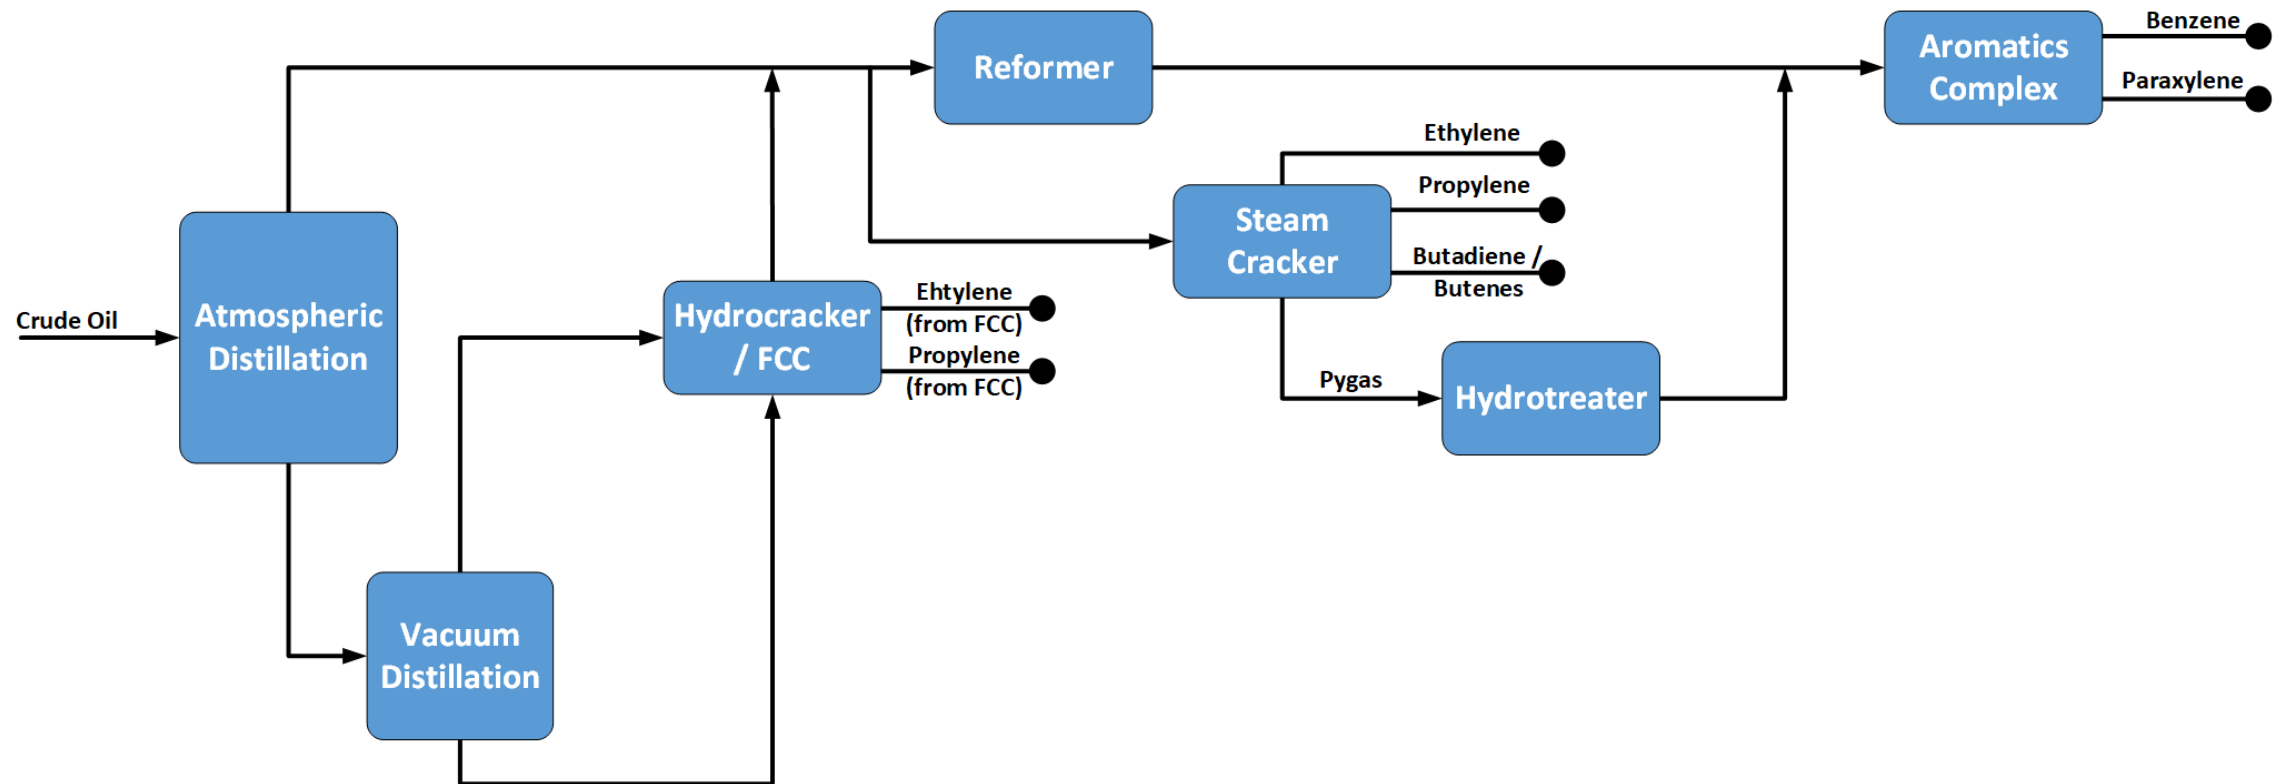 Benzene
Reformer
Aromatics
Complex
Paraxylene
Ethylene
Propylene
Steam
Cracker
Butadiene /
Butenes
Crude Oil
Atmospheric
Distillation
Hydrocracker
/ FCC
Ehtylene
(from FCC)
Propylene
(from FCC)
Pygas
Hydrotreater
Vacuum
Distillation